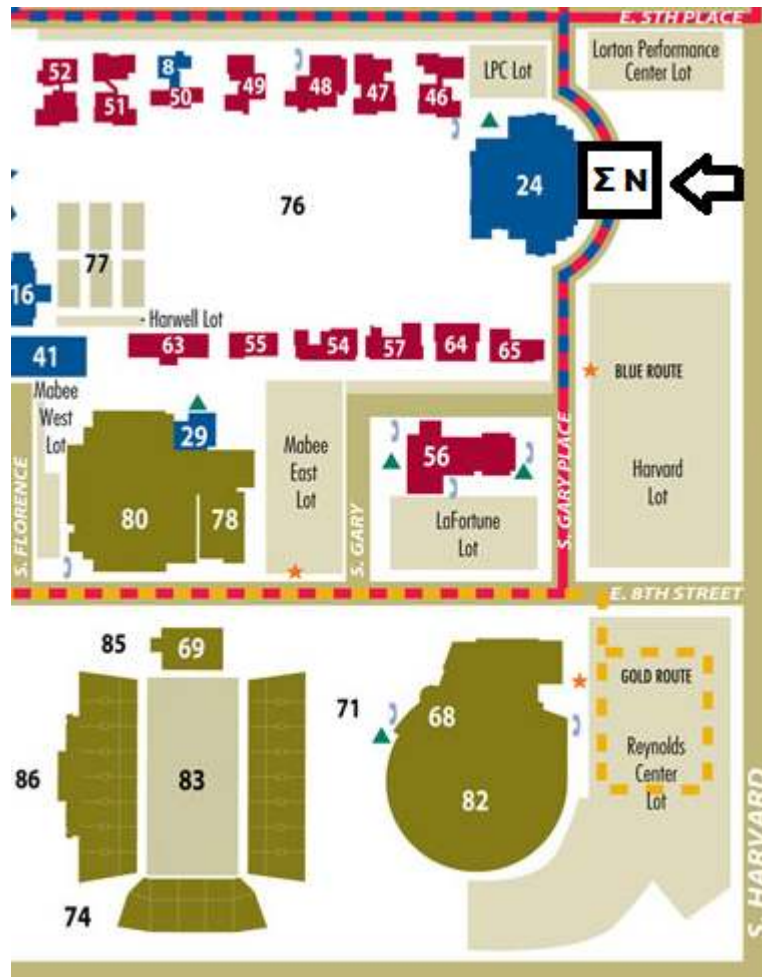 E. 5TH PLACE
52
8
51
50
49
48
47
46
LPC Lot
Lorton Performance
Center Lot
24
Σ N
76
77
16
- Harwell Lot
41
63
55
54
57
64
65
BLUE ROUTE
Mabee
West
Lot
29
80
78
Mabee
East
Lot
56
LaFortune
Lot
Harvard
Lot
S. FLORENCE
S. GARY
S. GARY PLACE
E. 8TH STREET
85
69
71
68
GOLD ROUTE
86
83
82
Reynolds
Center
Lot
74
S. HARVARD